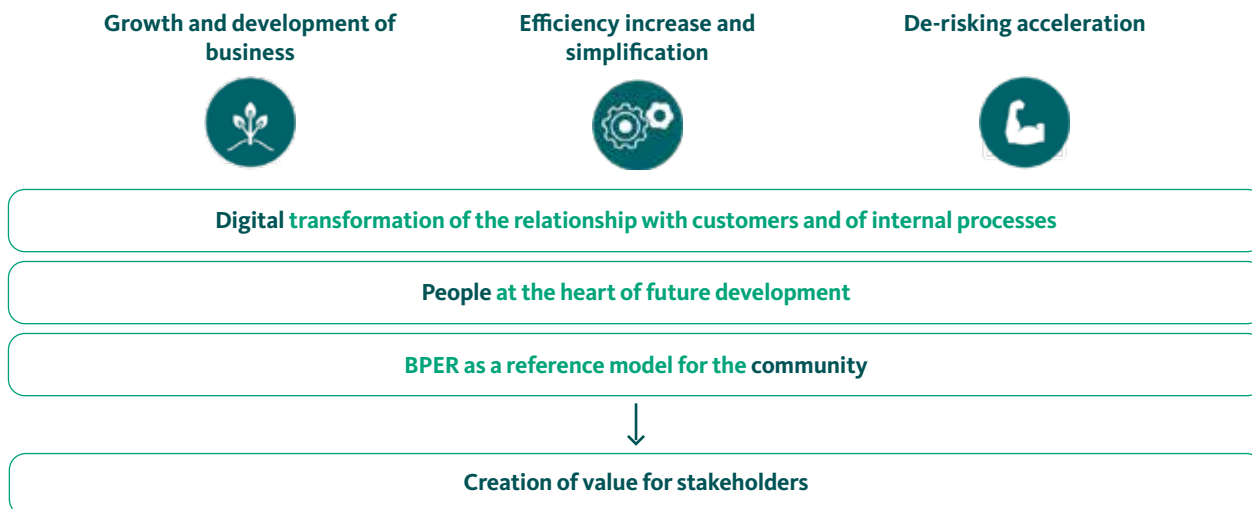 Growth and development of
business
Efficiency increase and
simplification
De-risking acceleration
Digital transformation of the relationship with customers and of internal processes
People at the heart of future development
BPER as a reference model for the community
Creation of value for stakeholders